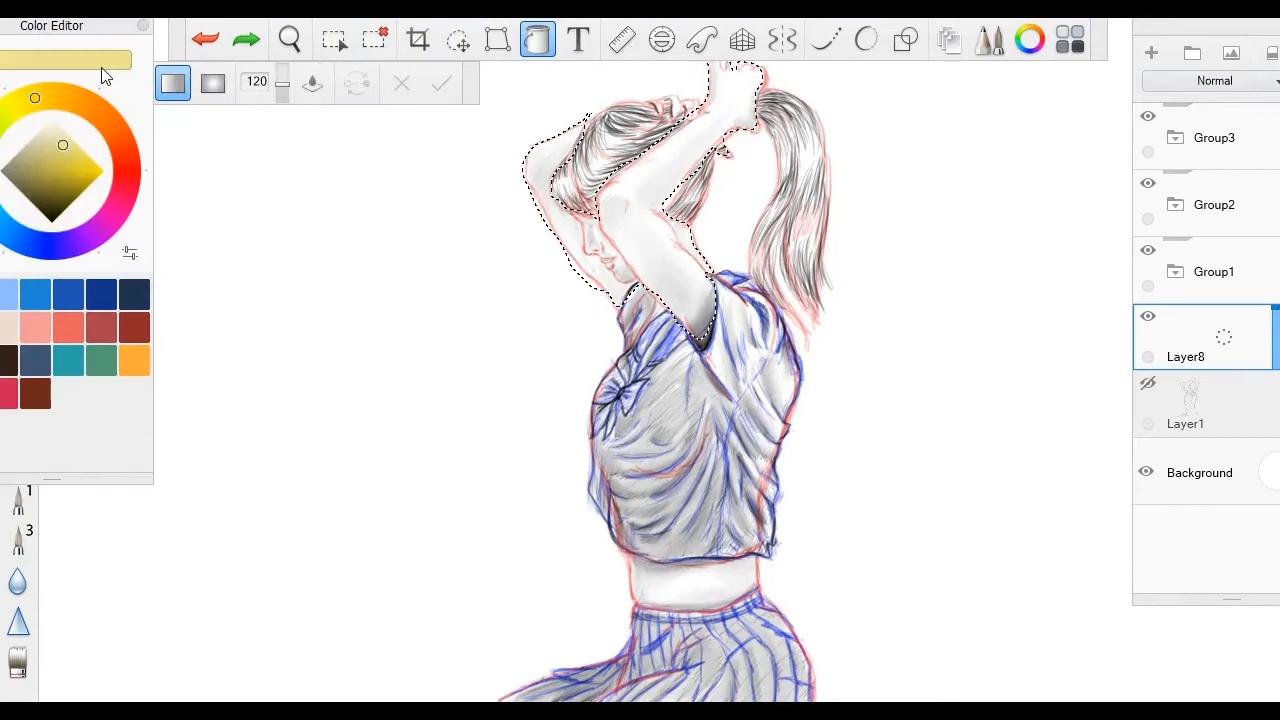 Color Editor
T
120
Normal
Group3
Group2
Group1
Layer8
Layer1
Background
1
3